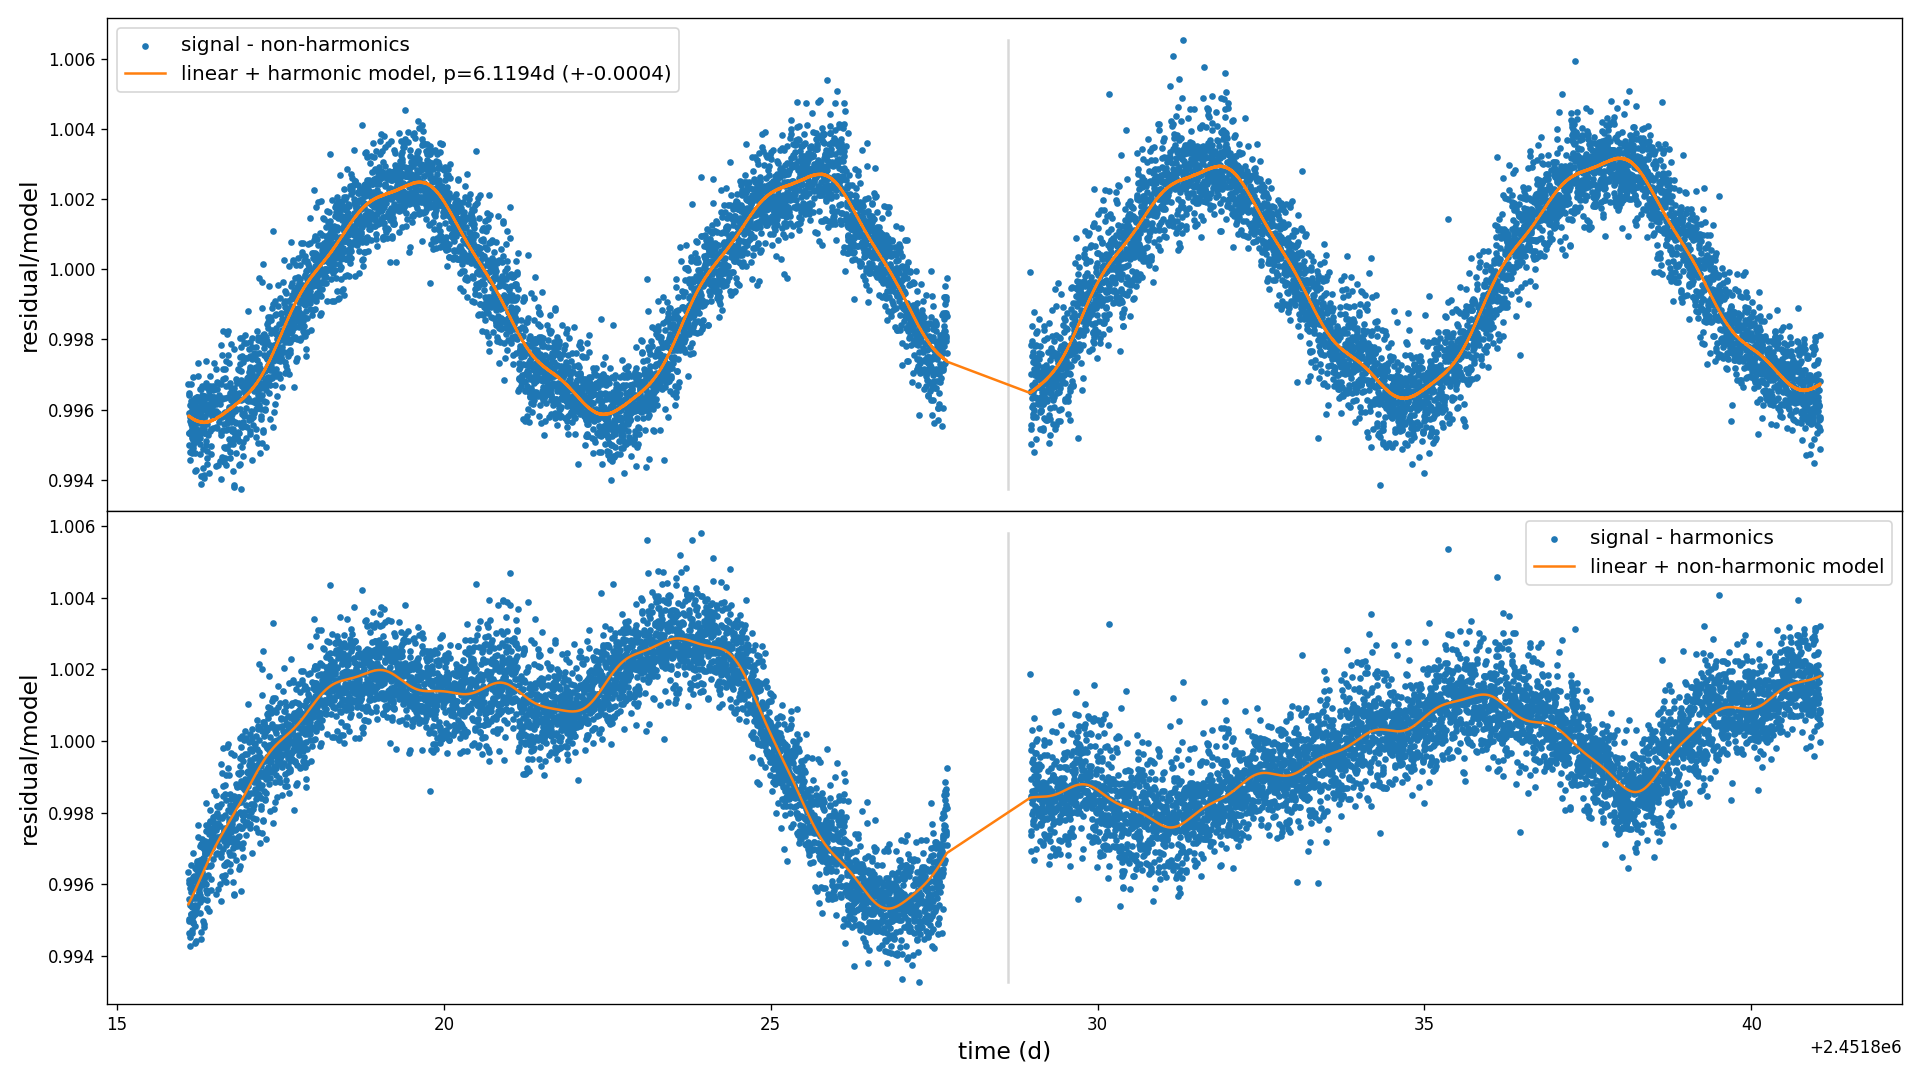 signal - non-harmonics
linear + harmonic model, p=6.1194d (+-0.0004)
1.006
1.004
1.002
1.000
0.998
0.996
0.994
residual/model
signal - harmonics
linear + non-harmonic model
1.006
1.004
1.002
1.000
0.998
0.996
0.994
residual/model
15
20
25
30
35
40
time (d)
+2.4518e6